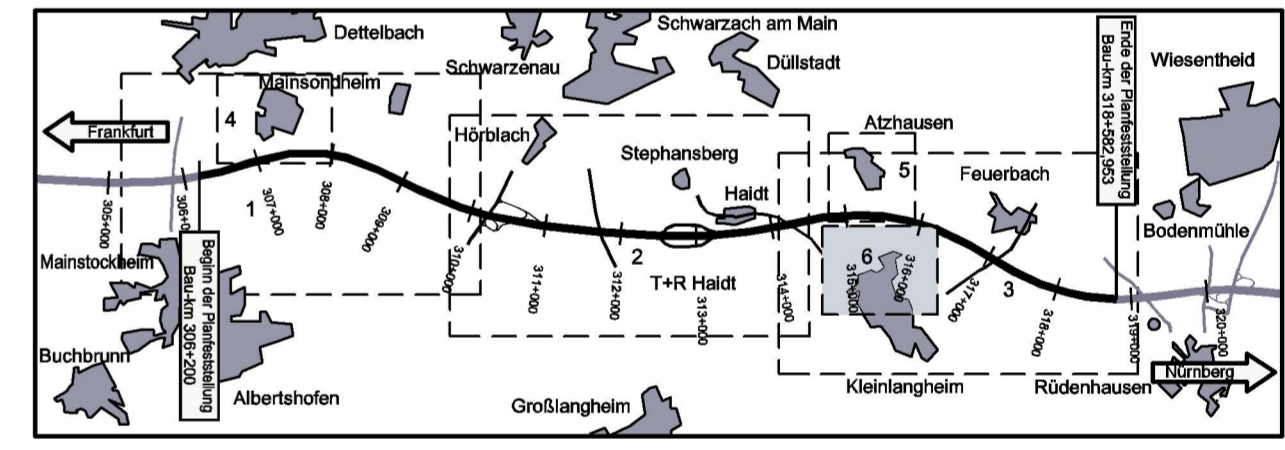 Dettelbach
Schwarzach am Main
Schwarzenau
Düllstadt
Wiesentheid
Mainsondheim
4
Frankfurt
Hörblach
Atzhausen
5
Stephansberg
Feuerbach
Haidt
Ende der Planfeststellung
Bau-km 318+582,953
Bodenmühle
305+000
1
307+000
308+000
309+000
310+000
311+000
2
312+000
T+R Haidt
313+000
314+000
6
315+000
316+000
317+000
3
318+000
319+000
320+000
Mainstockheim
Beginn der Planfeststellung
Bau-km 306+200
Buchbrunn
Albertshofen
Großlangheim
Kleinlangheim
Rüdenhausen
Nürnberg